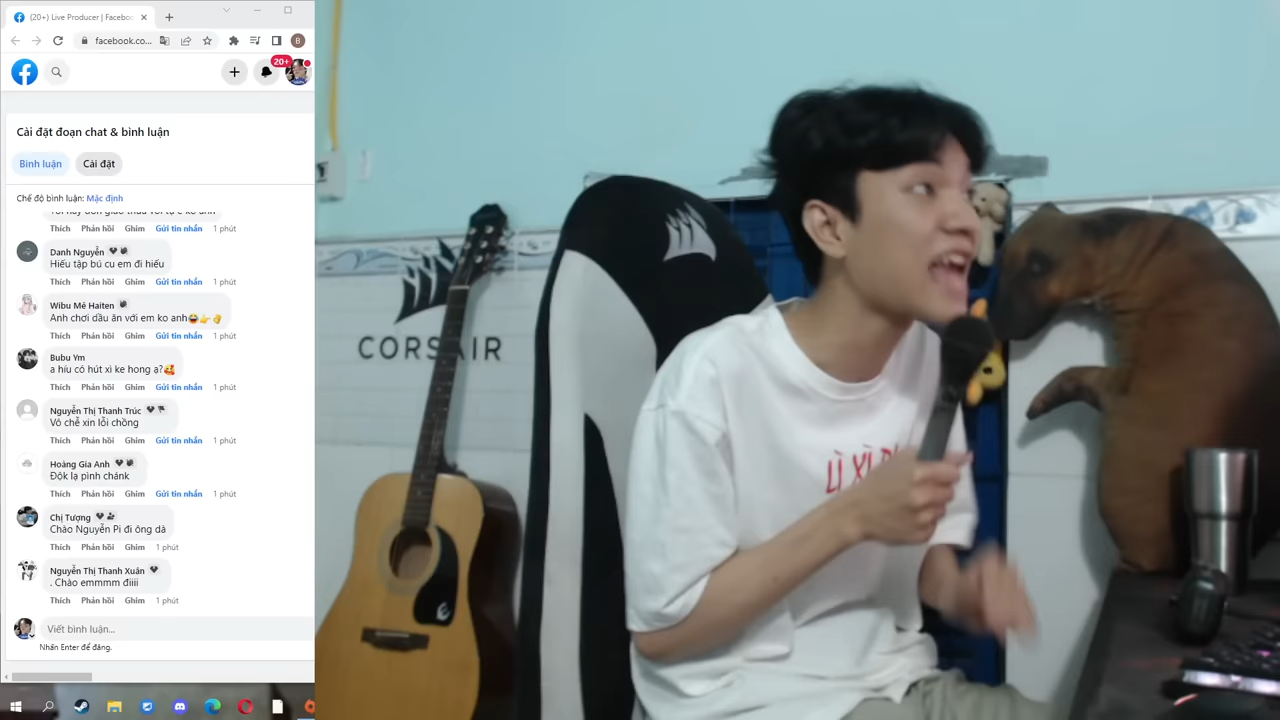 (20+) Live Producer | Facebo
facebook.co...
20+
B
Cài đặt đoạn chat & bình luận
Bình luận
Cài đặt
Chế độ bình luận: Mặc định
Thích Phản hồi Ghim Gửi tin nhắn 1 phút
Danh Nguyễn
Hiếu tập bú cu em đi hiếu
Thích Phản hồi Ghim Gửi tin nhắn 1 phút
Wibu Mê Haiten
Anh chơi dầu ăn với em ko anh😂👉👌
Thích Phản hồi Ghim Gửi tin nhắn 1 phút
Bubu Ym
a híu có hút xì ke hong ạ?🥰
Thích Phản hồi Ghim Gửi tin nhắn 1 phút
Nguyễn Thị Thanh Trúc
Vô chễ xin lỗi chồng
Thích Phản hồi Ghim Gửi tin nhắn 1 phút
Hoàng Gia Anh
Độk lạ pình chánk
Thích Phản hồi Ghim Gửi tin nhắn 1 phút
Chị Tượng
Chào Nguyễn Pi đi ông dà
Thích Phản hồi Ghim 1 phút
Nguyễn Thị Thanh Xuân
. Chào emmmm điiii
Thích Phản hồi Ghim 1 phút
Viết bình luận...
Nhấn Enter để đăng.
CORSAIR
LÌ XÌ